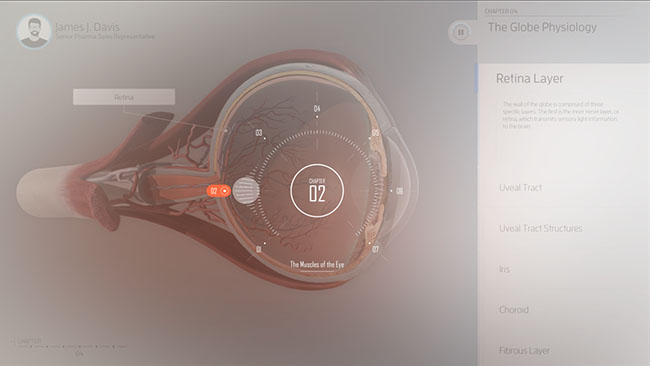 James J. Davis
Senior Pharma Sales Representative
Retina
01
02
03
04
05
06
07
CHAPTER
02
The Muscles of the Eye
CHAPTER
04
CHAPTER 04
The Globe Physiology
Retina Layer
The wall of the globe is comprised of three
specific layers. The first is the inner nerve layer, or
retina, which transmits sensory light information
to the brain.
Uveal Tract
Uveal Tract Structures
Iris
Choroid
Fibrous Layer